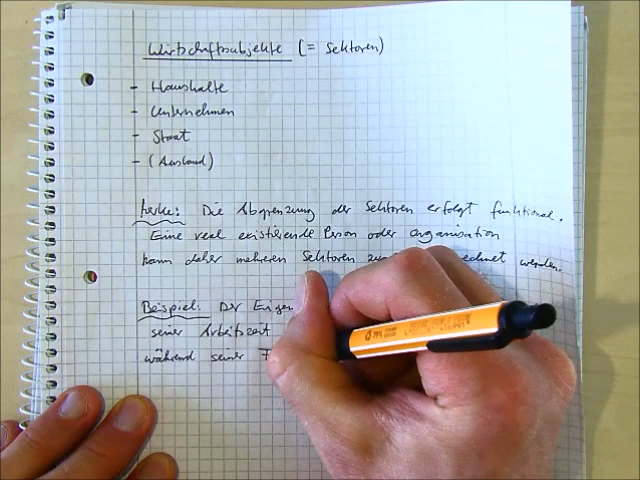 Wirtschaftssubjekte (= Sektoren)
- Haushalte
- Unternehmen
- Staat
- (Ausland)
Merke: Die Abgrenzung der Sektoren erfolgt funktional.
Eine real existierende Person oder Organisation
kann daher mehreren Sektoren werden.
Beispiel: Der
seiner Arbeitszeit
während seiner